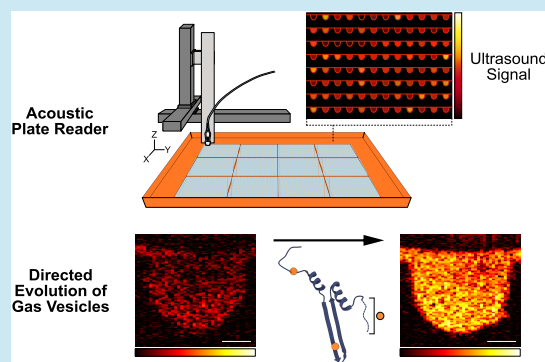 Ultrasound
Signal
Acoustic
Plate Reader
Z
Y
X
Directed
Evolution of
Gas Vesicles